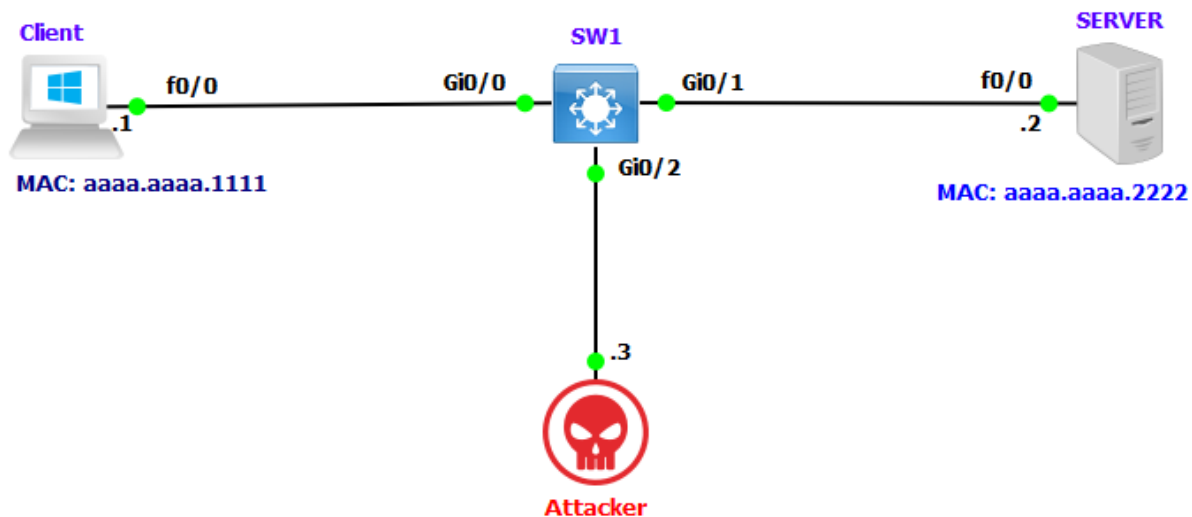 Client
SW1
SERVER
f0/0
Gi0/0
Gi0/1
f0/0
.1
.2
MAC: aaaa.aaaa.1111
Gi0/2
MAC: aaaa.aaaa.2222
.3
Attacker